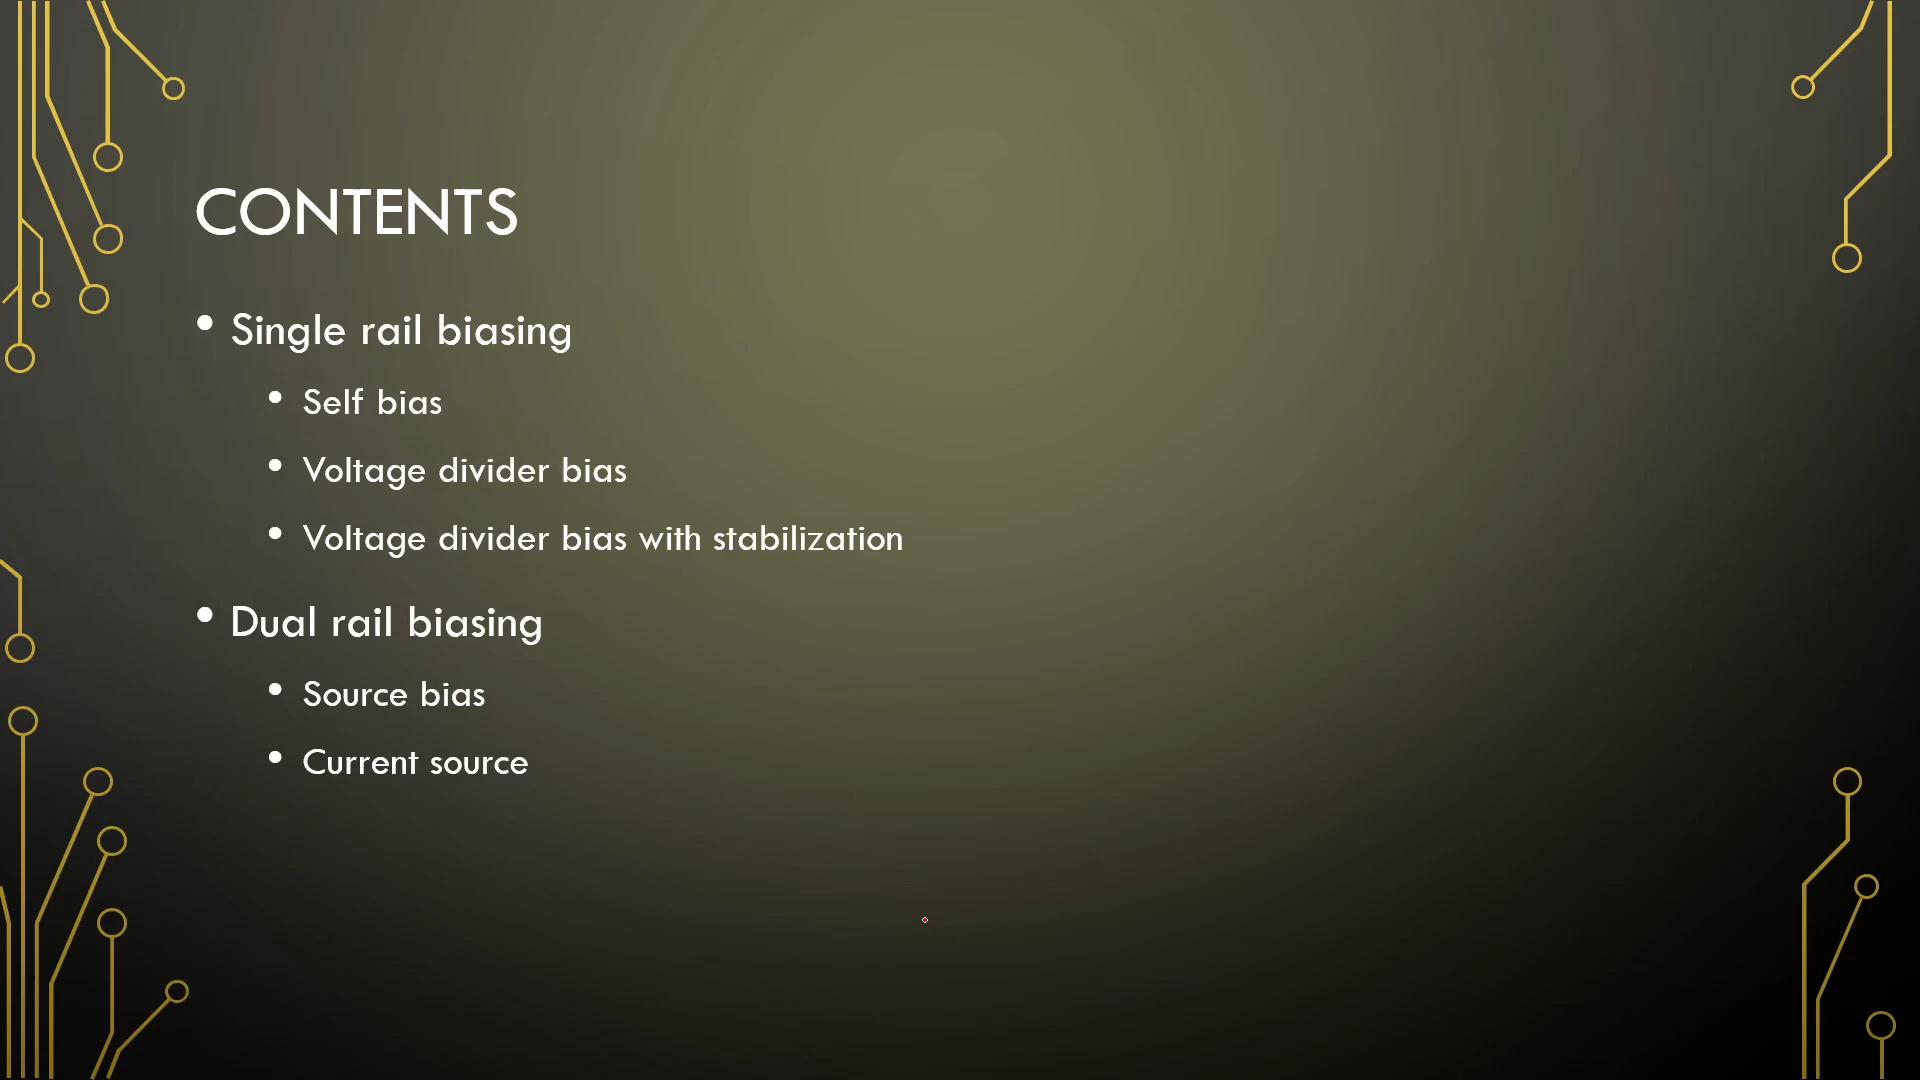 CONTENTS
• Single rail biasing
• Self bias
• Voltage divider bias
• Voltage divider bias with stabilization
• Dual rail biasing
• Source bias
• Current source